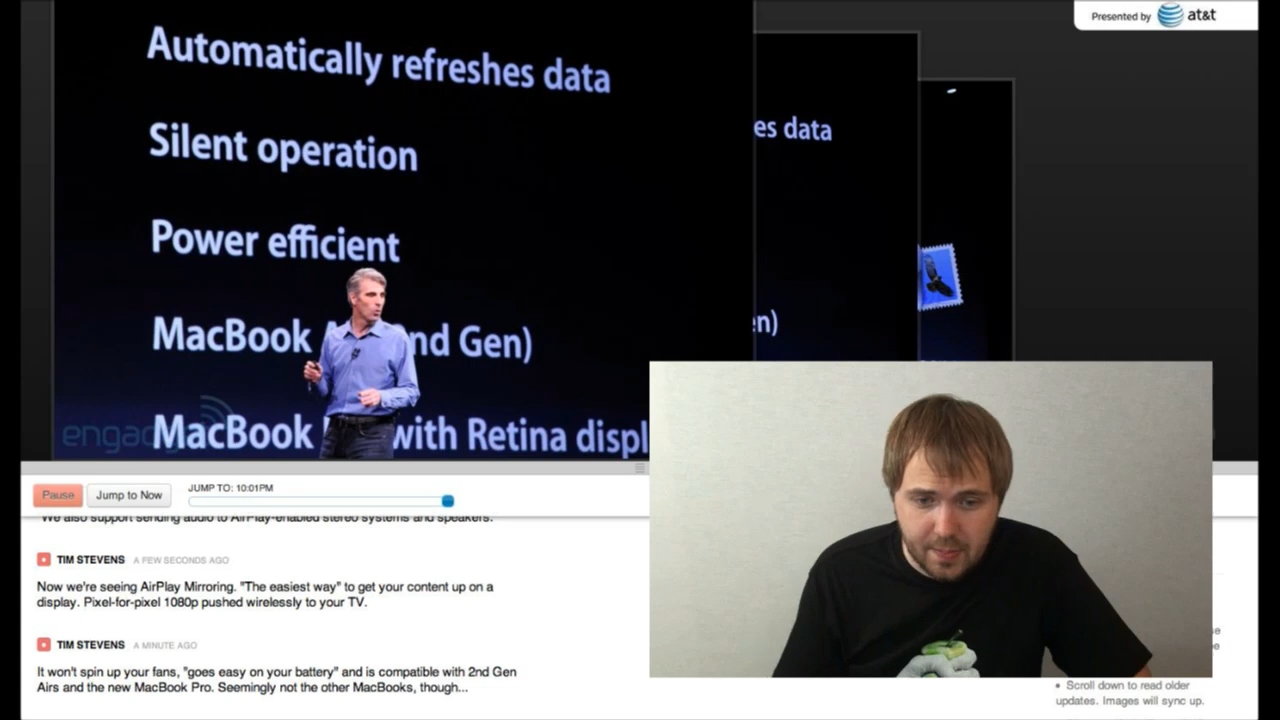 Presented by at&t
Automatically refreshes data
Silent operation
Power efficient
MacBook nd Gen)
MacBook with Retina displ
engad
es data
en)
Pause
Jump to Now
JUMP TO: 10:01PM
We also support sending audio to AirPlay-enabled stereo systems and speakers.
TIM STEVENS A FEW SECONDS AGO
Now we're seeing AirPlay Mirroring. "The easiest way" to get your content up on a
display. Pixel-for-pixel 1080p pushed wirelessly to your TV.
TIM STEVENS A MINUTE AGO
It won't spin up your fans, "goes easy on your battery" and is compatible with 2nd Gen
Airs and the new MacBook Pro. Seemingly not the other MacBooks, though...
• Scroll down to read older
updates. Images will sync up.